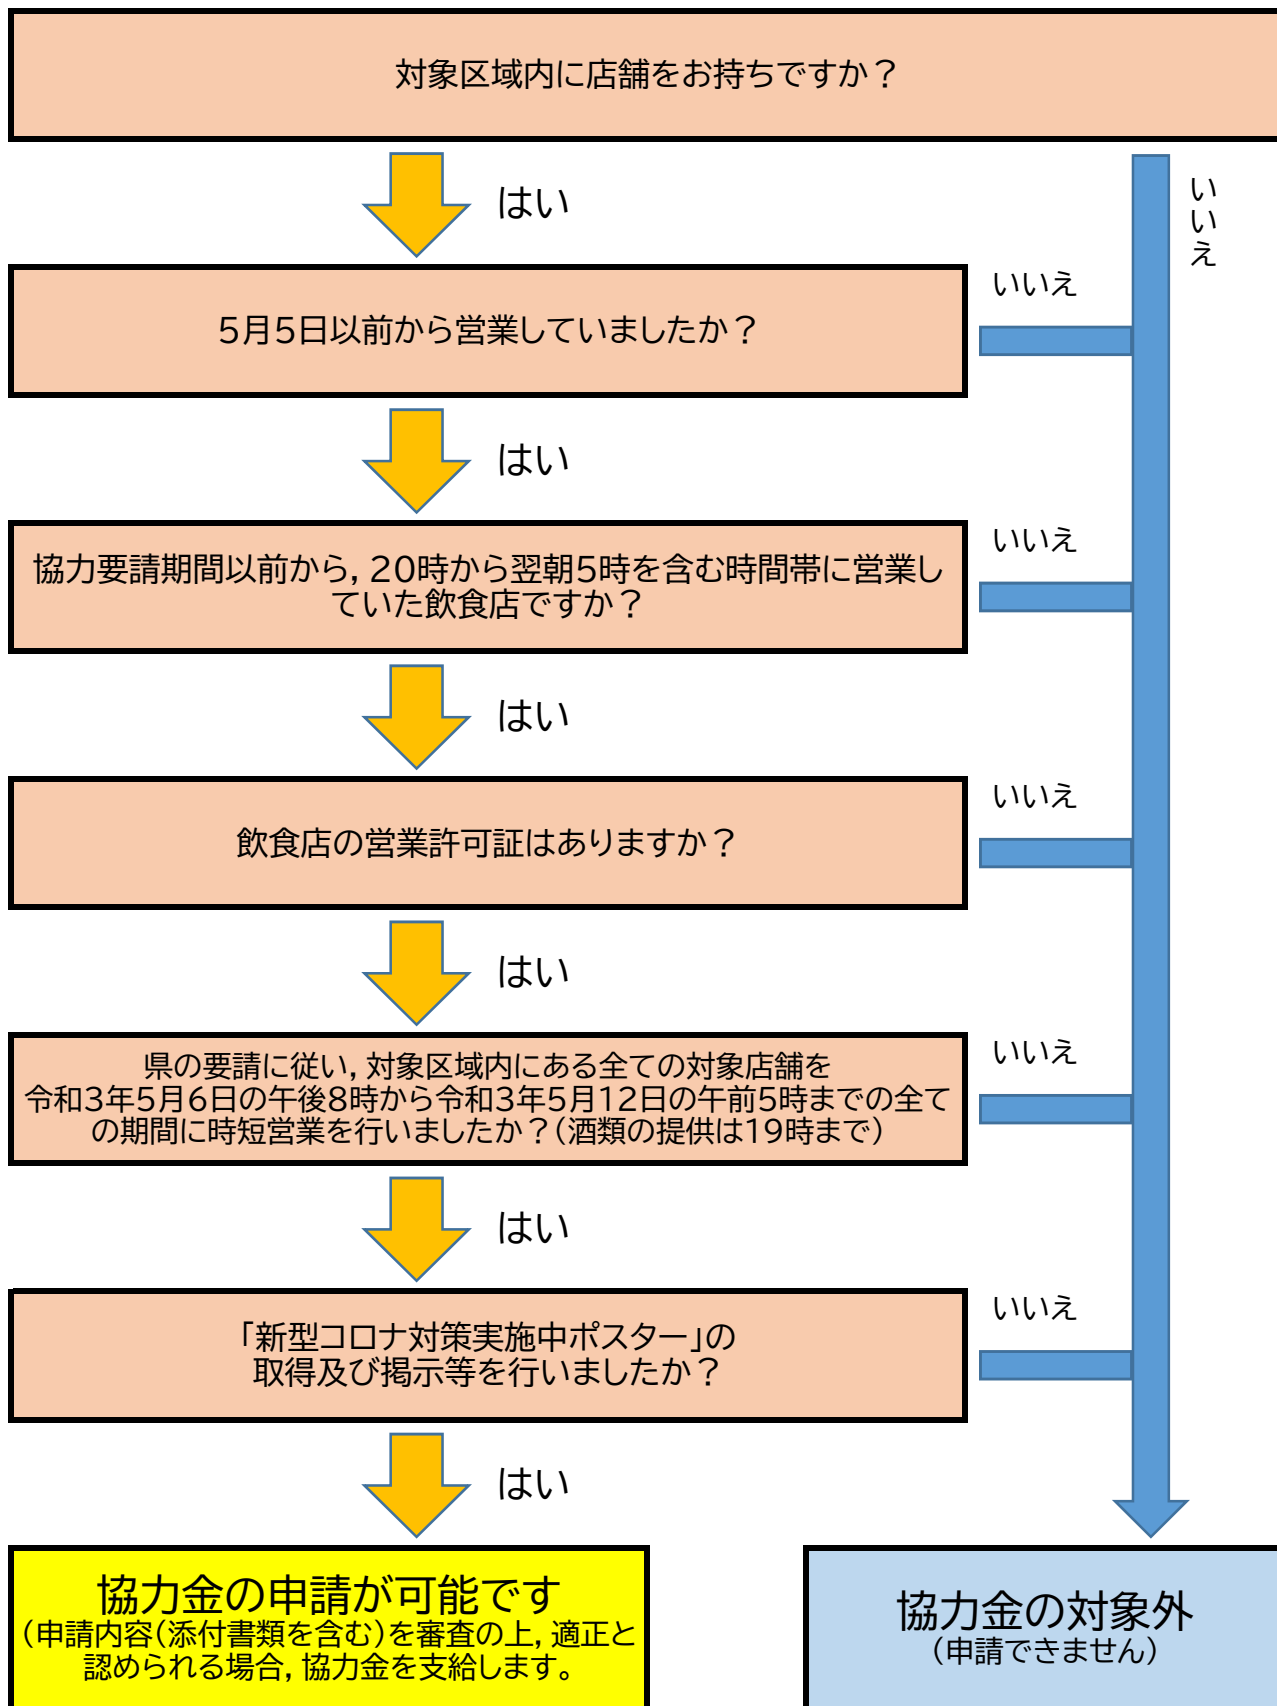 対象区域内に店舗をお持ちですか？
はい
いいえ
５月５日以前から営業していましたか？
いいえ
はい
協力要請期間以前から，２０時から翌朝５時を含む時間帯に営業し
ていた飲食店ですか？
いいえ
はい
飲食店の営業許可証はありますか？
いいえ
はい
県の要請に従い，対象区域内にある全ての対象店舗を
令和３年５月６日の午後８時から令和３年５月１２日の午前５時までの全て
の期間に時短営業を行いましたか？（酒類の提供は１９時まで）
いいえ
はい
「新型コロナ対策実施中ポスター」の
取得及び掲示等を行いましたか？
いいえ
はい
協力金の申請が可能です
（申請内容（添付書類を含む）を審査の上，適正と
認められる場合，協力金を支給します。
協力金の対象外
（申請できません）